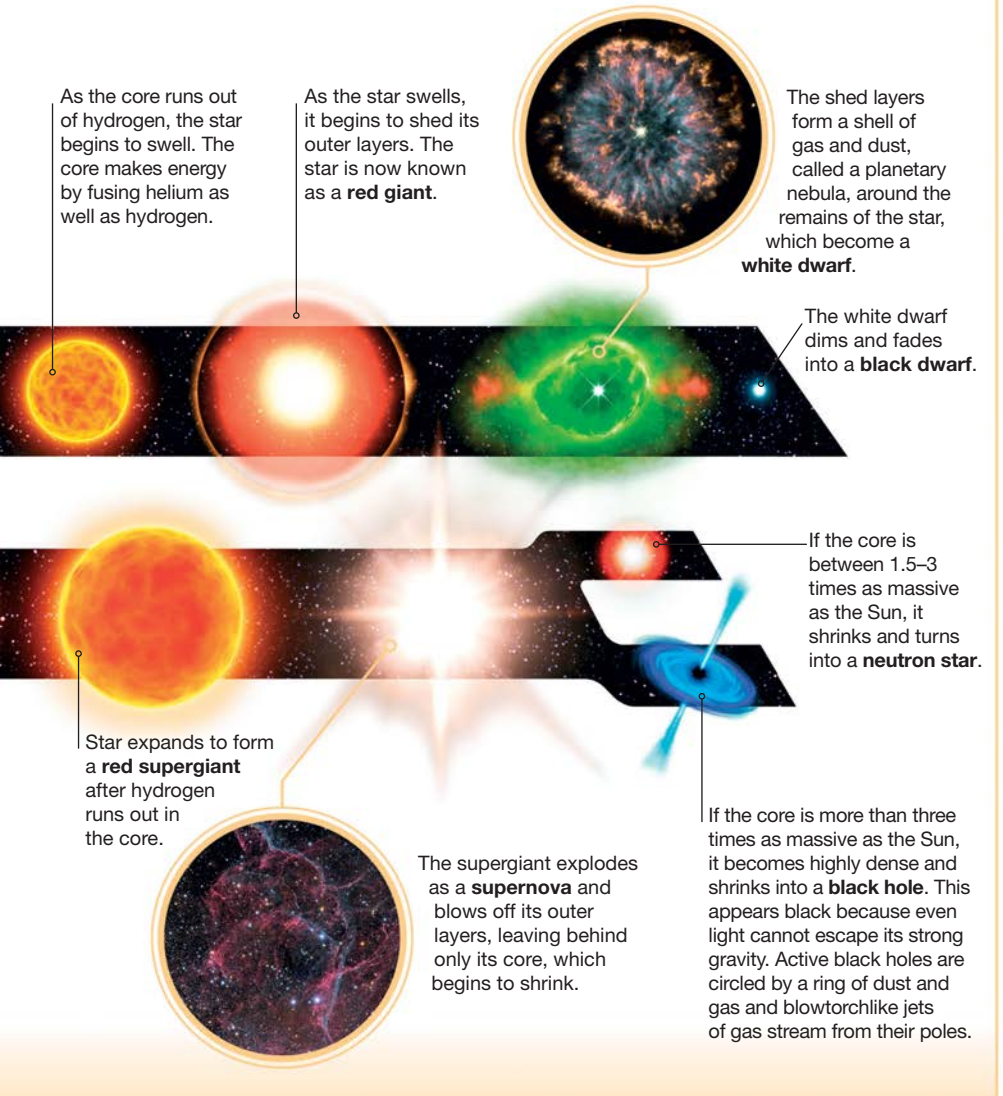 As the core runs out
of hydrogen, the star
begins to swell. The
core makes energy
by fusing helium as
well as hydrogen.
As the star swells,
it begins to shed its
outer layers. The
star is now known
as a red giant.
The shed layers
form a shell of
gas and dust,
called a planetary
nebula, around the
remains of the star,
which become a
white dwarf.
The white dwarf
dims and fades
into a black dwarf.
If the core is
between 1.5–3
times as massive
as the Sun, it
shrinks and turns
into a neutron star.
Star expands to form
a red supergiant
after hydrogen
runs out in
the core.
The supergiant explodes
as a supernova and
blows off its outer
layers, leaving behind
only its core, which
begins to shrink.
If the core is more than three
times as massive as the Sun,
it becomes highly dense and
shrinks into a black hole. This
appears black because even
light cannot escape its strong
gravity. Active black holes are
circled by a ring of dust and
gas and blowtorchlike jets
of gas stream from their poles.